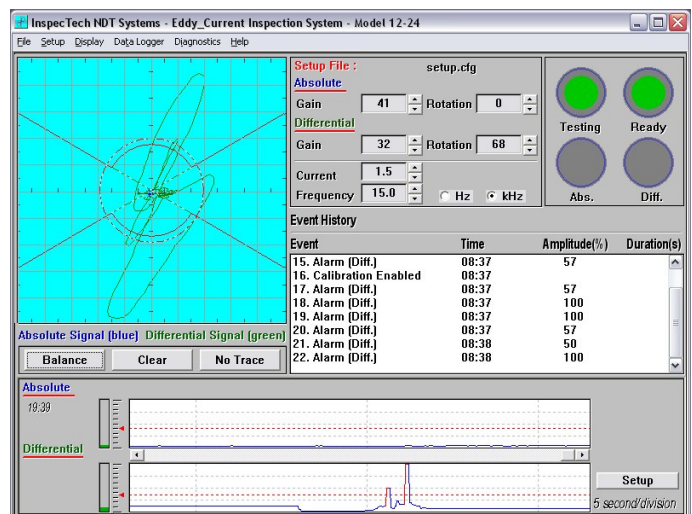 InspecTech NDT Systems - Eddy_Current Inspection System - Model 12-24
File Setup Display Data Logger Diagnostics Help
Setup File : setup.cfg
Absolute
Gain 41 Rotation 0
Differential
Gain 32 Rotation 68
Current 1.5
Frequency 15.0 Hz kHz
Testing Ready
Abs. Diff.
Event History
Event Time Amplitude(%) Duration(s)
15. Alarm (Diff.) 08:37 57
16. Calibration Enabled 08:37
17. Alarm (Diff.) 08:37 57
18. Alarm (Diff.) 08:37 100
19. Alarm (Diff.) 08:37 100
20. Alarm (Diff.) 08:37 57
21. Alarm (Diff.) 08:38 50
22. Alarm (Diff.) 08:38 100
Absolute Signal (blue) Differential Signal (green)
Balance Clear No Trace
Absolute
19:39
Differential
Setup
5 second/division